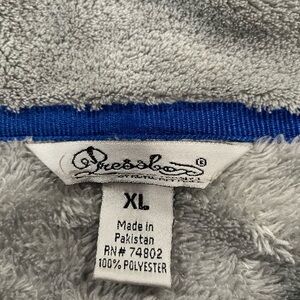 Pressbox®
XL
Made in
Pakistan
RN# 74802
100% POLYESTER